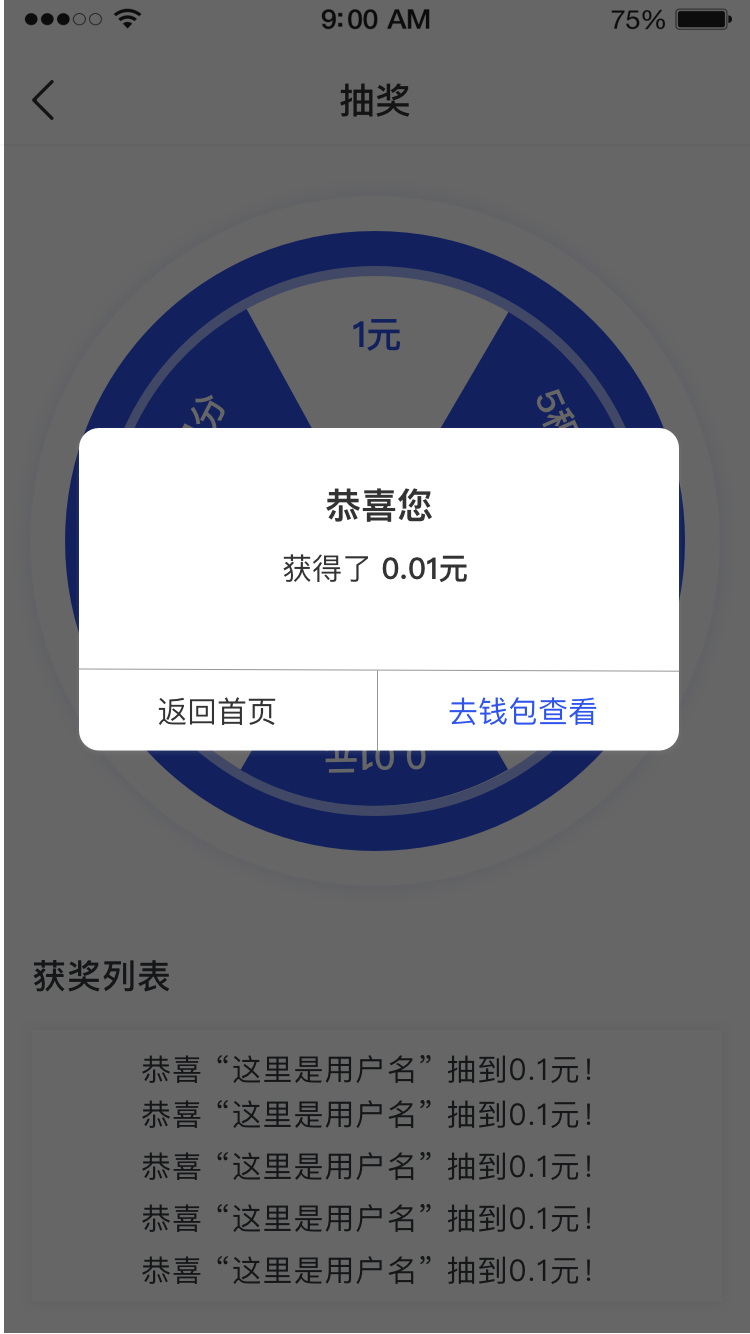 9:00 AM
75%
抽奖
1元
分
5积
恭喜您
获得了 0.01元
返回首页
去钱包查看
0.01元
获奖列表
恭喜“这里是用户名”抽到0.1元！
恭喜“这里是用户名”抽到0.1元！
恭喜“这里是用户名”抽到0.1元！
恭喜“这里是用户名”抽到0.1元！
恭喜“这里是用户名”抽到0.1元！